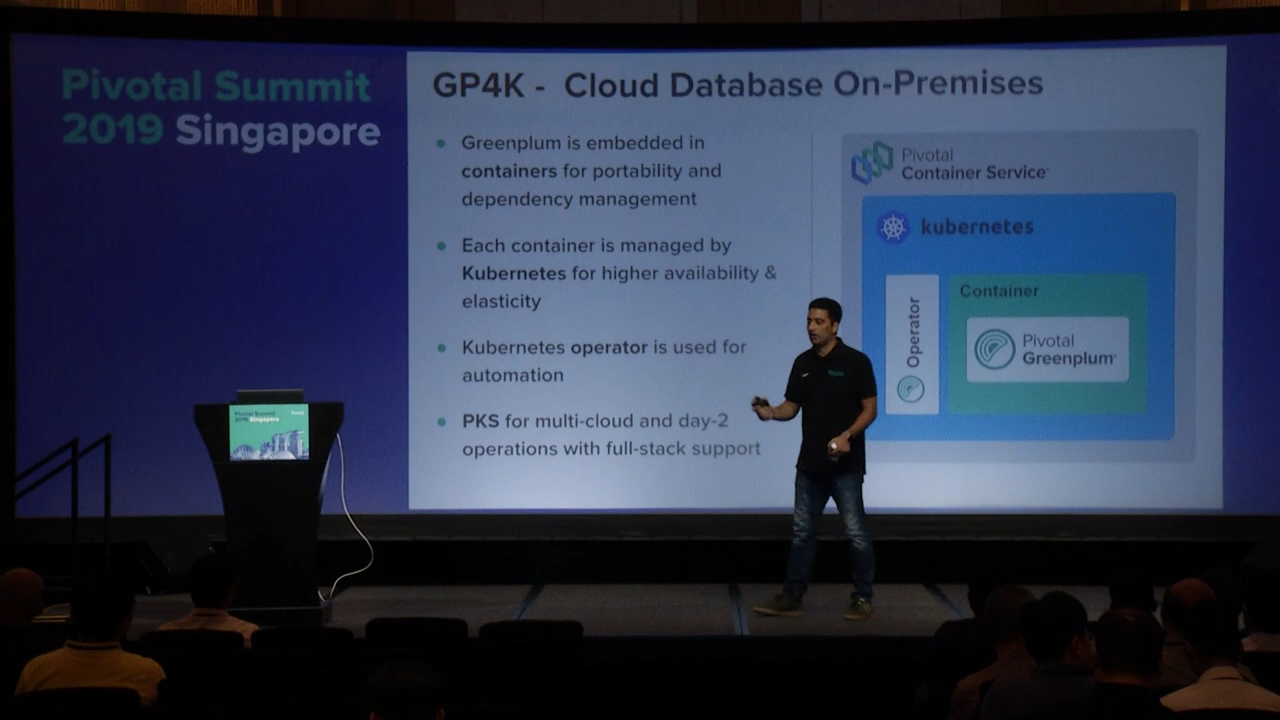 Pivotal Summit
2019 Singapore
GP4K - Cloud Database On-Premises
Greenplum is embedded in
containers for portability and
dependency management
Each container is managed by
Kubernetes for higher availability &
elasticity
Kubernetes operator is used for
automation
PKS for multi-cloud and day-2
operations with full-stack support
Pivotal
Container Service
kubernetes
Operator
Container
Pivotal
Greenplum
Pivotal Summit
2019 Singapore